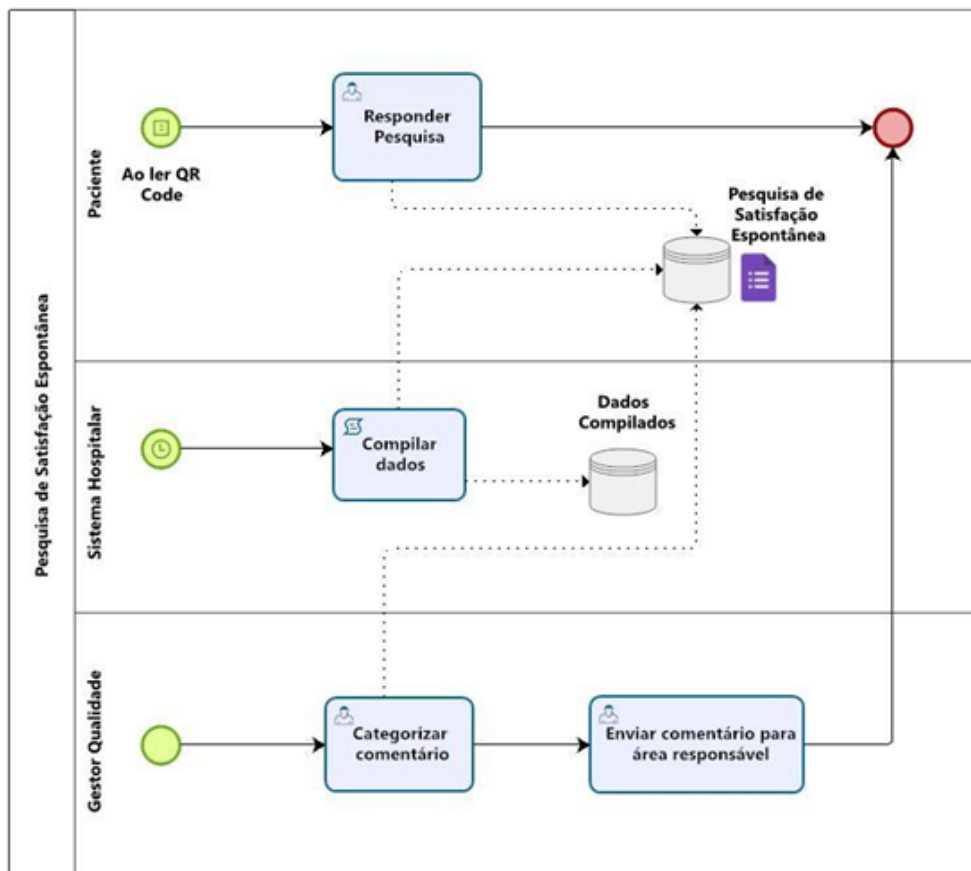 Pesquisa de Satisfação Espontânea
Paciente
Ao ler QR
Code
Responder
Pesquisa
Pesquisa de
Satisfação
Espontânea
Sistema Hospitalar
Compilar
dados
Dados
Compilados
Gestor Qualidade
Categorizar
comentário
Enviar comentário para
área responsável